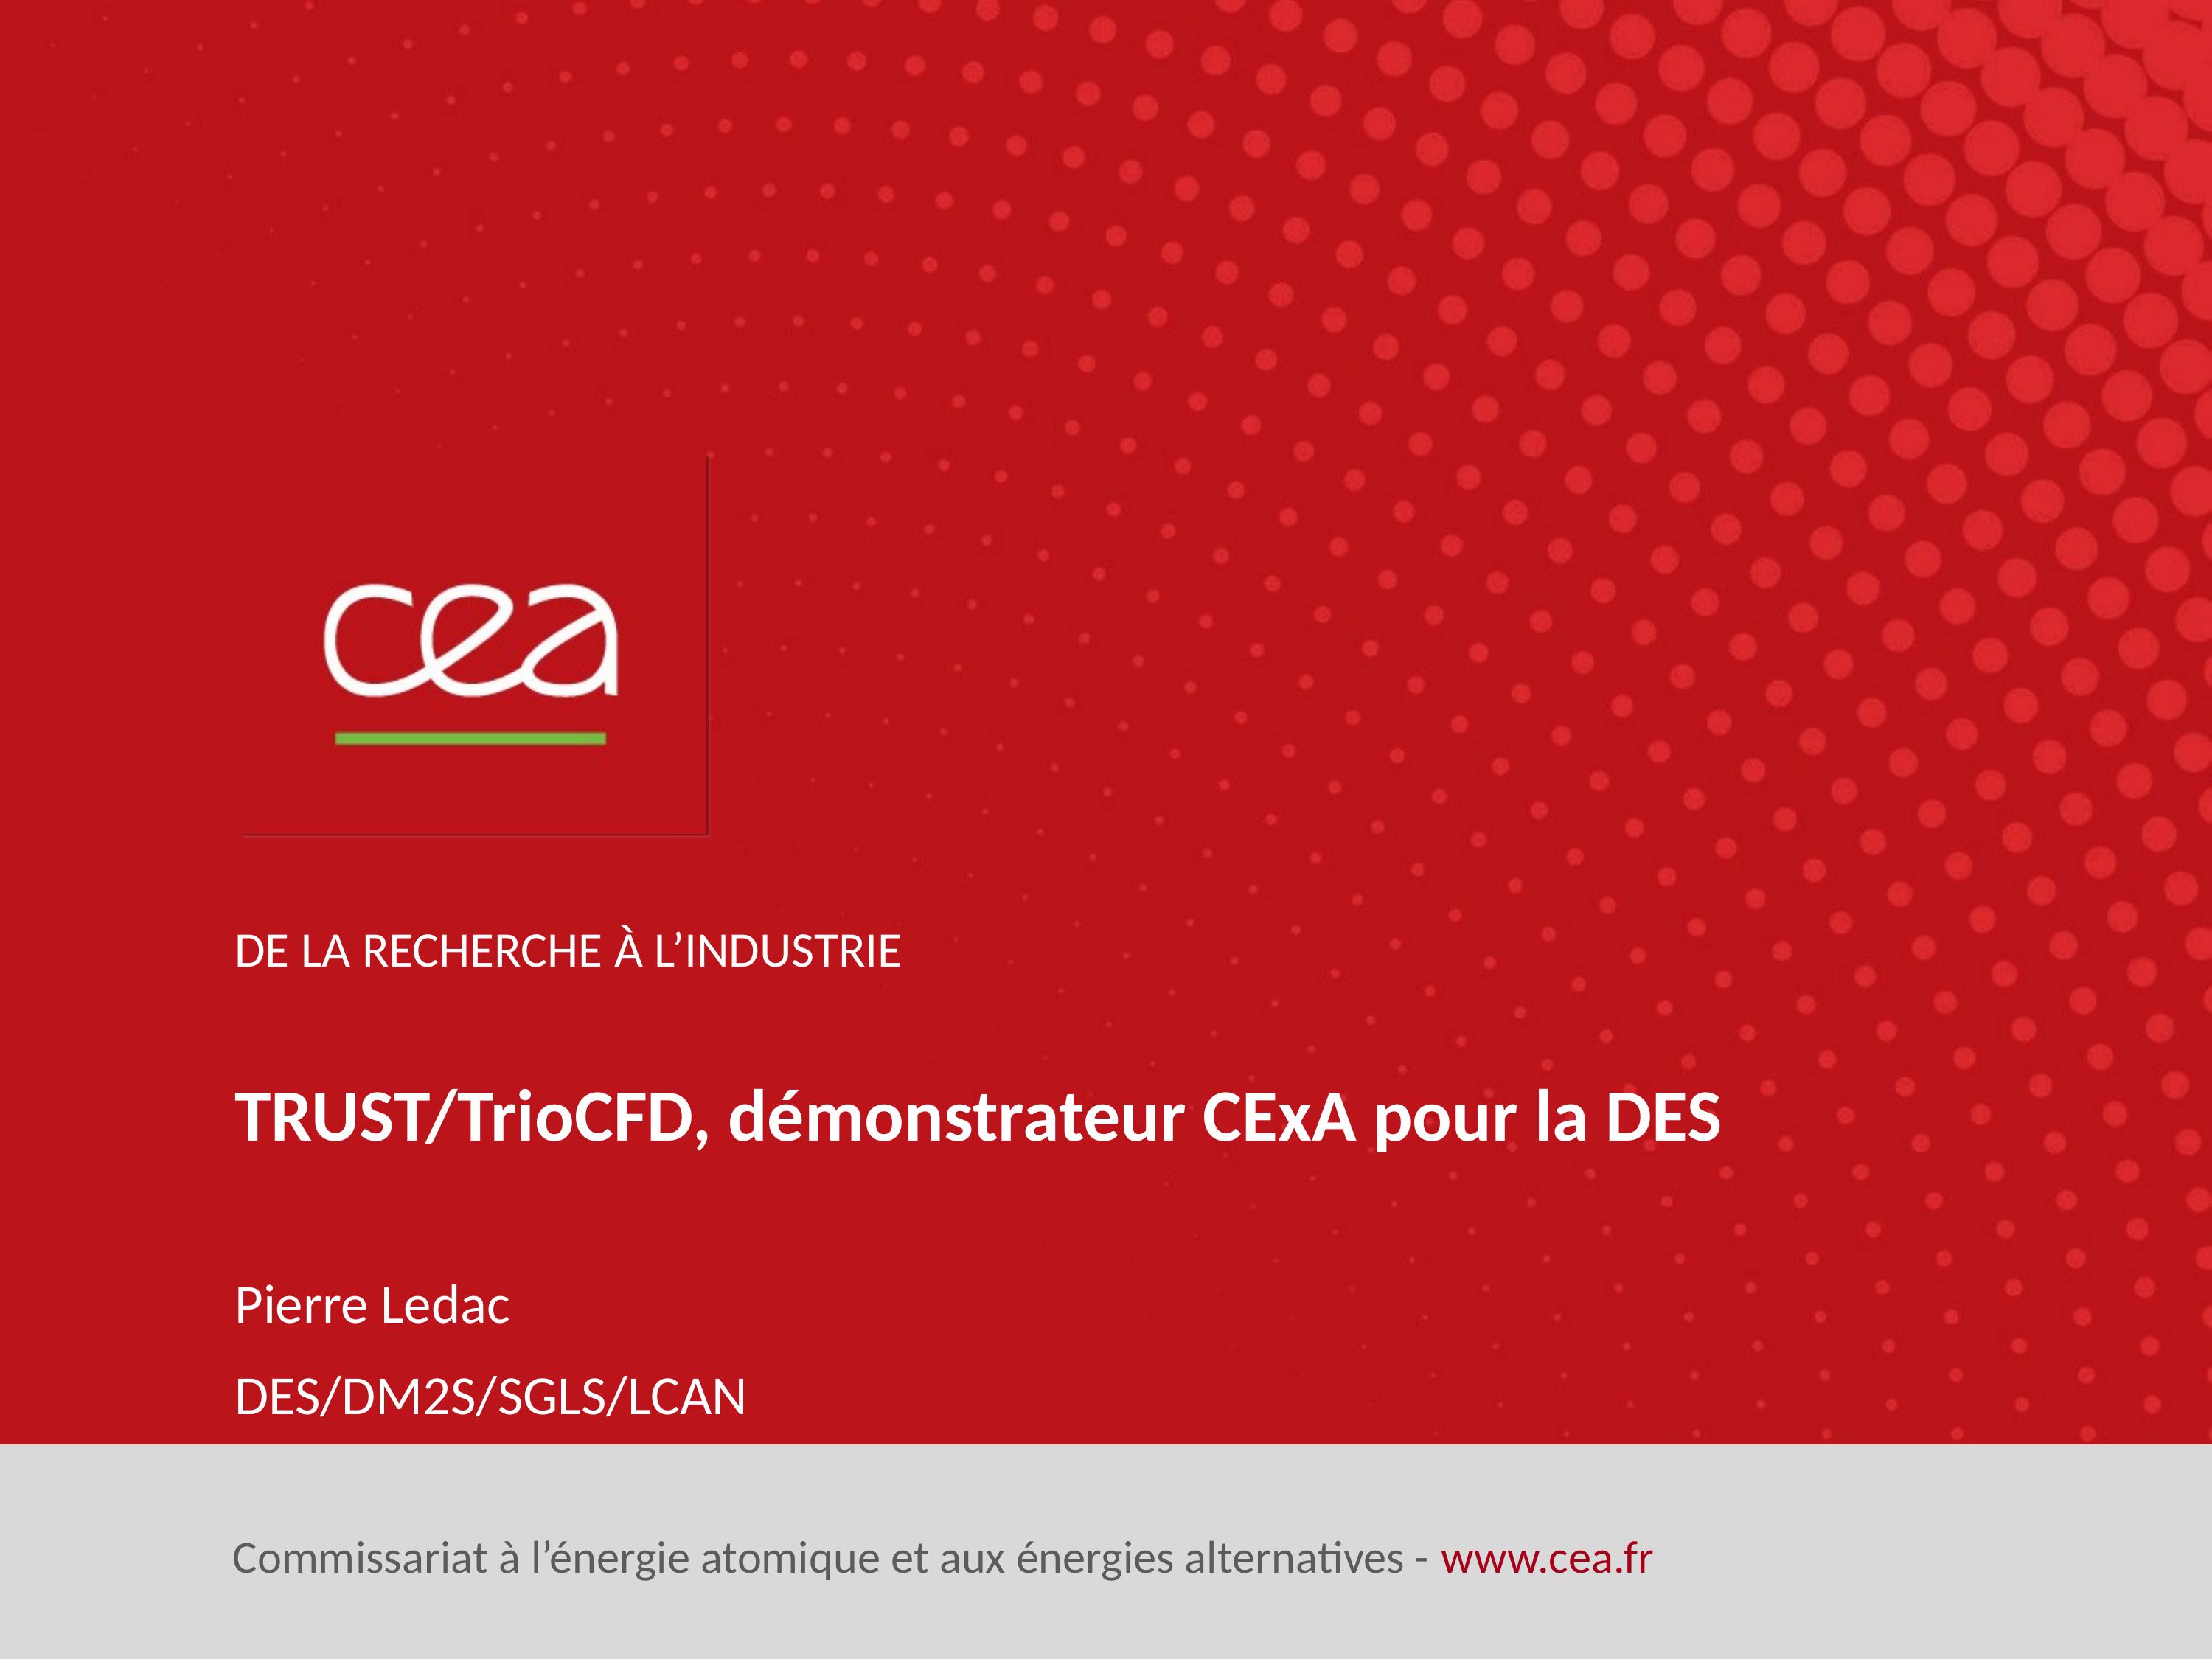 cea
DE LA RECHERCHE À L’INDUSTRIE
TRUST/TrioCFD, démonstrateur CExA pour la DES
Pierre Ledac
DES/DM2S/SGLS/LCAN
Commissariat à l’énergie atomique et aux énergies alternatives - www.cea.fr